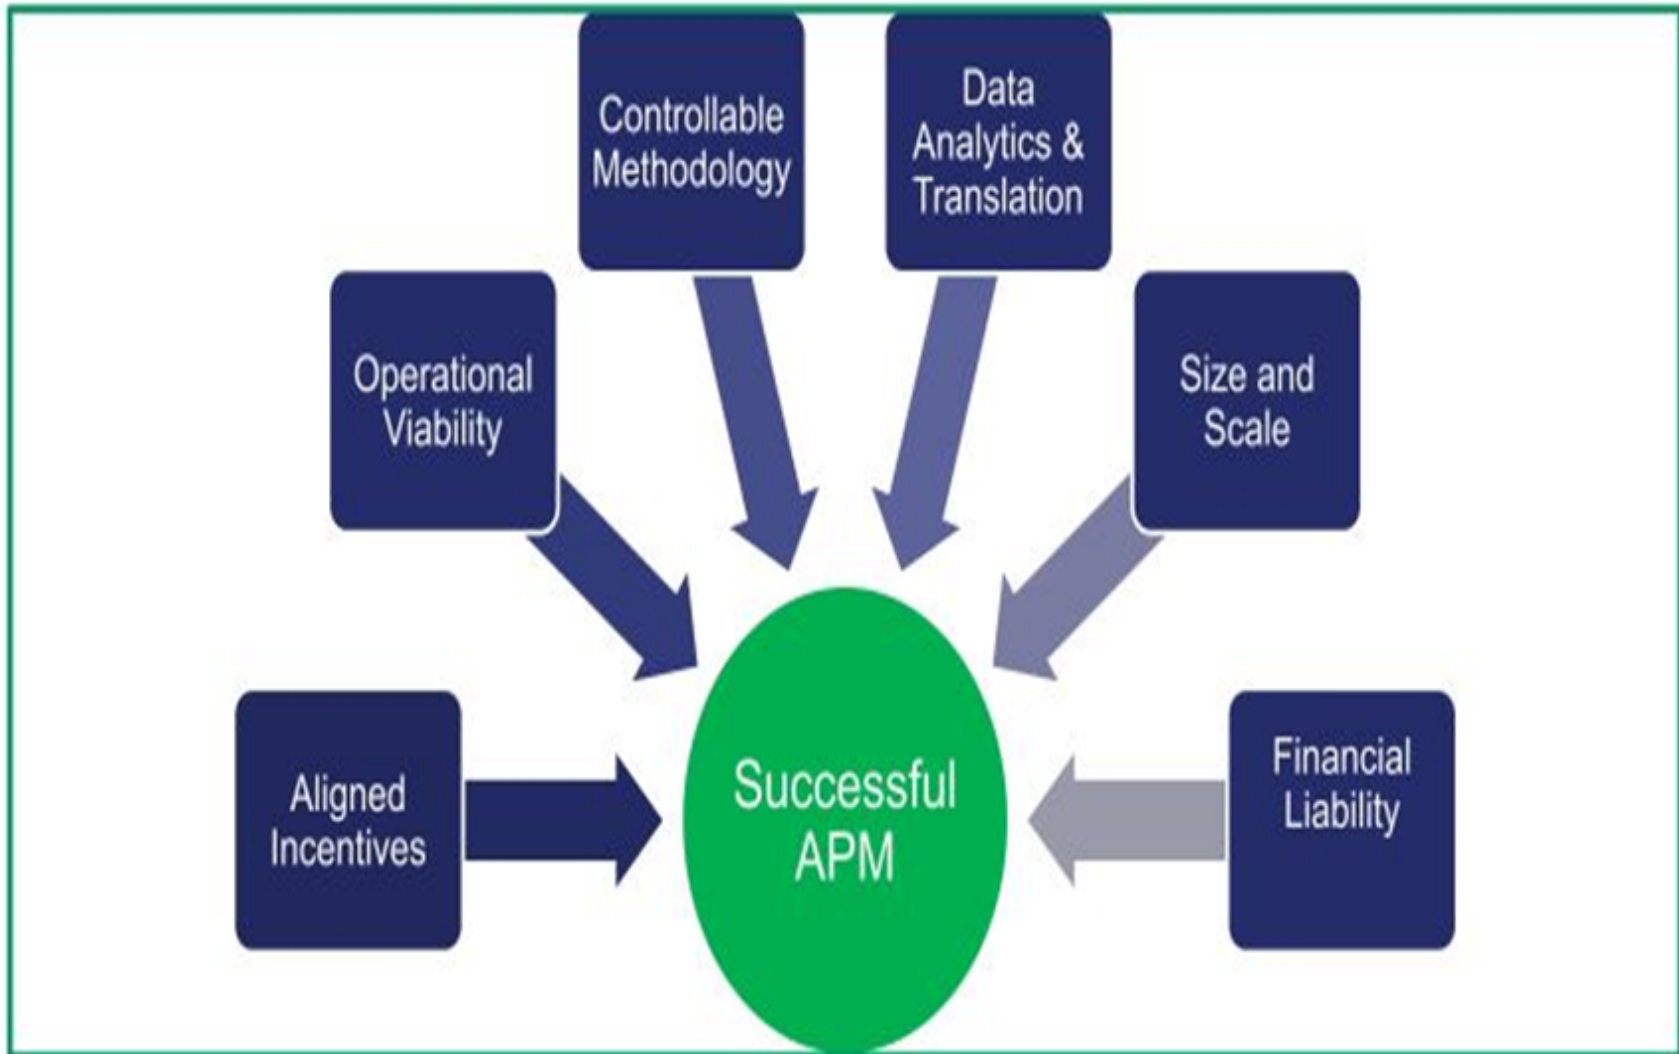 Controllable
Methodology
Data
Analytics &
Translation
Operational
Viability
Size and
Scale
Aligned
Incentives
Successful
APM
Financial
Liability